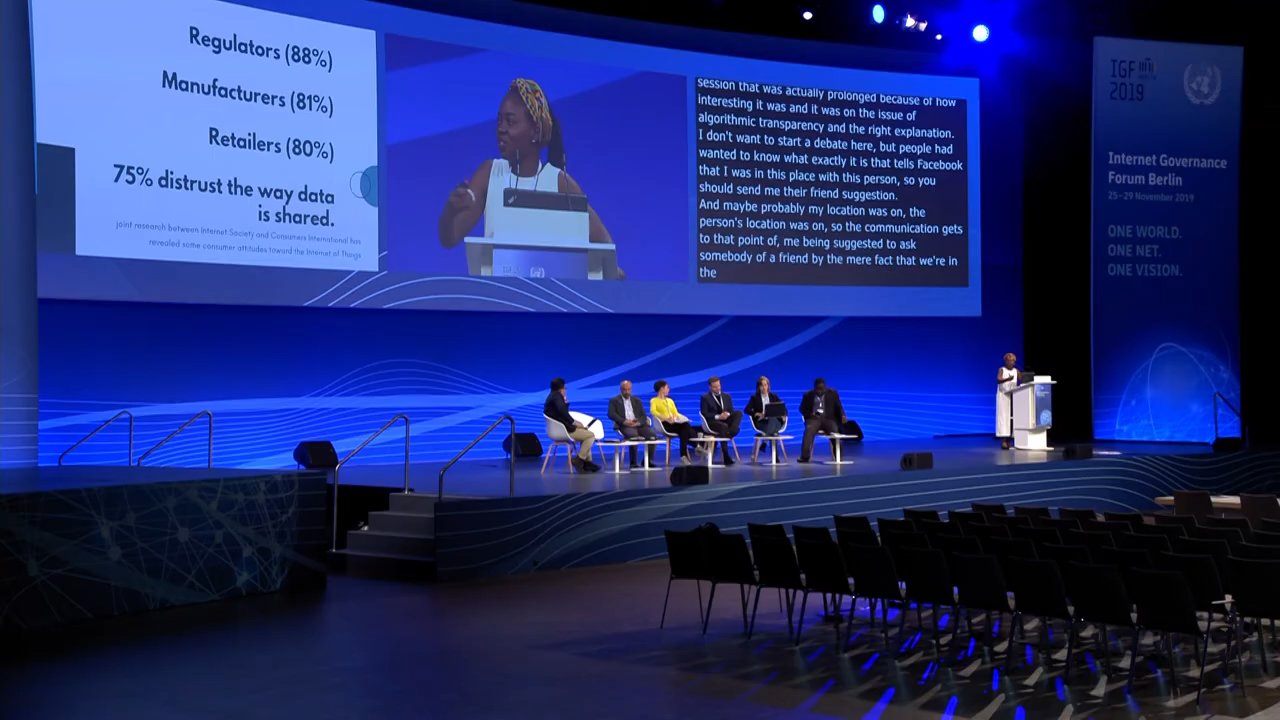 Regulators (88%)
Manufacturers (81%)
Retailers (80%)
75% distrust the way data
is shared.
joint research between Internet Society and Consumers International has
revealed some consumer attitudes toward the Internet of Things
session that was actually prolonged because of how
interesting it was and it was on the issue of
algorithmic transparency and the right explanation.
I don't want to start a debate here, but people had
wanted to know what exactly it is that tells Facebook
that I was in this place with this person, so you
should send me their friend suggestion.
And maybe probably my location was on, the
person's location was on, so the communication gets
to that point of, me being suggested to ask
somebody of a friend by the mere fact that we're in
the
IGF
2019
Internet Governance
Forum Berlin
25–29 November 2019
ONE WORLD.
ONE NET.
ONE VISION.
IGF